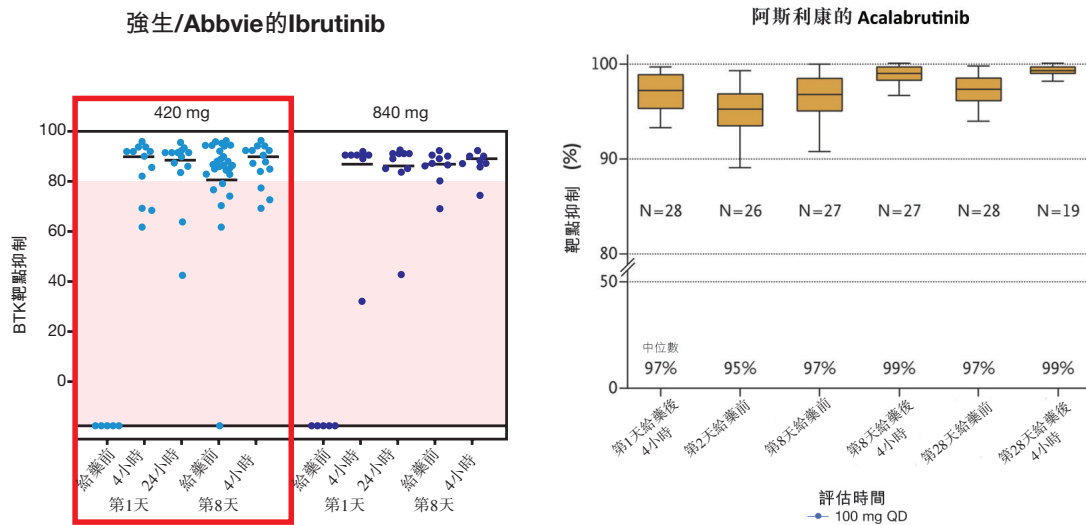 強生/Abbvie的Ibrutinib
420 mg
840 mg
BTK靶點抑制
100
80
60
80
40
20
0
給藥前
4小時
24小時
給藥前
4小時
給藥前
4小時
24小時
給藥前
4小時
第1天
第8天
第1天
第8天
阿斯利康的 Acalabrutinib
靶點抑制 (%)
100
90
80
50
0
N=28
N=26
N=27
N=27
N=28
N=19
中位數
97%
95%
97%
99%
97%
99%
第1天給藥後
4小時
第2天給藥前
第8天給藥前
第8天給藥後
4小時
第28天給藥前
第28天給藥後
4小時
評估時間
100 mg QD